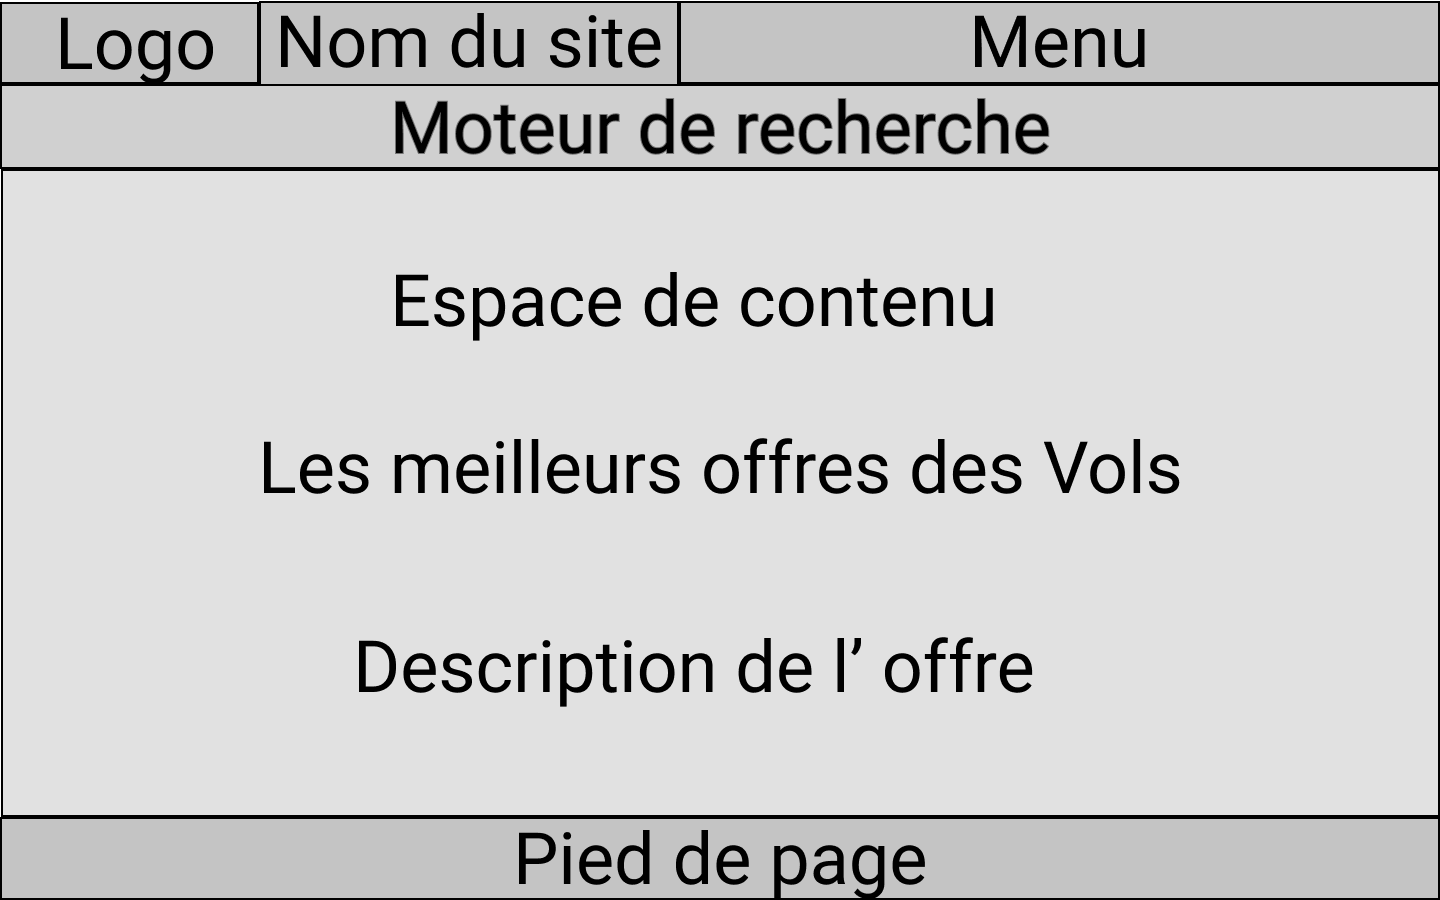 Logo
Nom du site
Menu
Moteur de recherche
Espace de contenu
Les meilleurs offres des Vols
Description de l’ offre
Pied de page